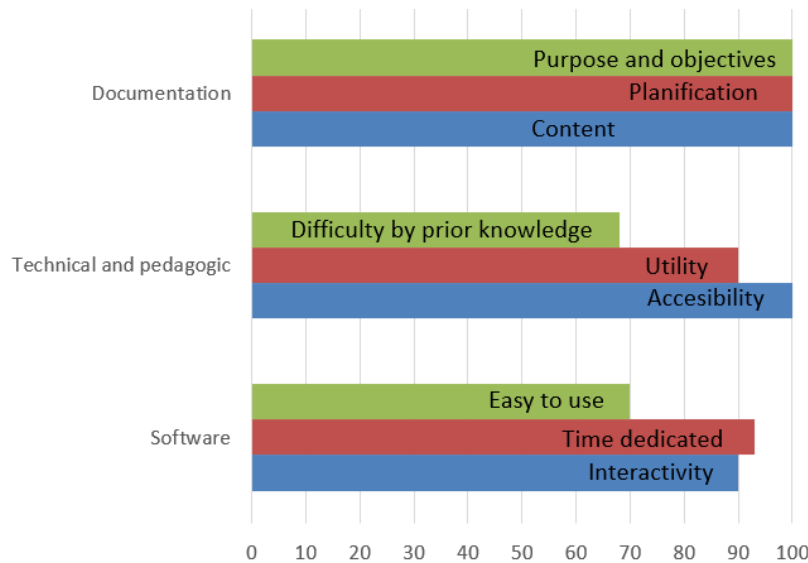 Purpose and objectives
Documentation
Planification
Content
Difficulty by prior knowledge
Technical and pedagogic
Utility
Accesibility
Easy to use
Software
Time dedicated
Interactivity
0 10 20 30 40 50 60 70 80 90 100